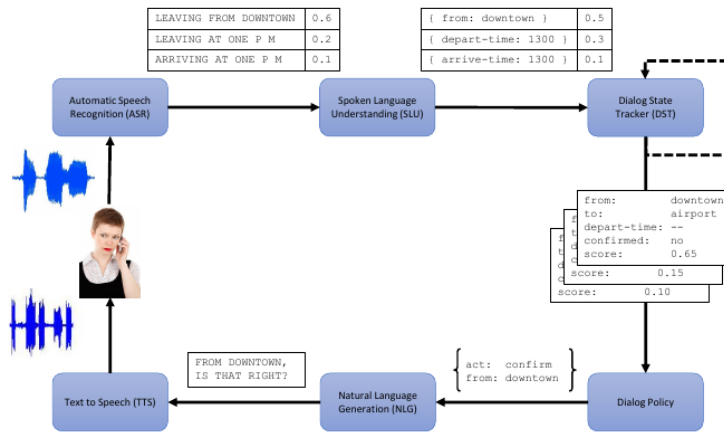 LEAVING FROM DOWNTOWN 0.6
LEAVING AT ONE P M 0.2
ARRIVING AT ONE P M 0.1
{ from: downtown } 0.5
{ depart-time: 1300 } 0.3
{ arrive-time: 1300 } 0.1
Automatic Speech
Recognition (ASR)
Spoken Language
Understanding (SLU)
Dialog State
Tracker (DST)
from: downtown
to: airport
depart-time: --
confirmed: no
score: 0.65
score: 0.15
score: 0.10
FROM DOWNTOWN,
IS THAT RIGHT?
act: confirm
from: downtown
Text to Speech (TTS)
Natural Language
Generation (NLG)
Dialog Policy